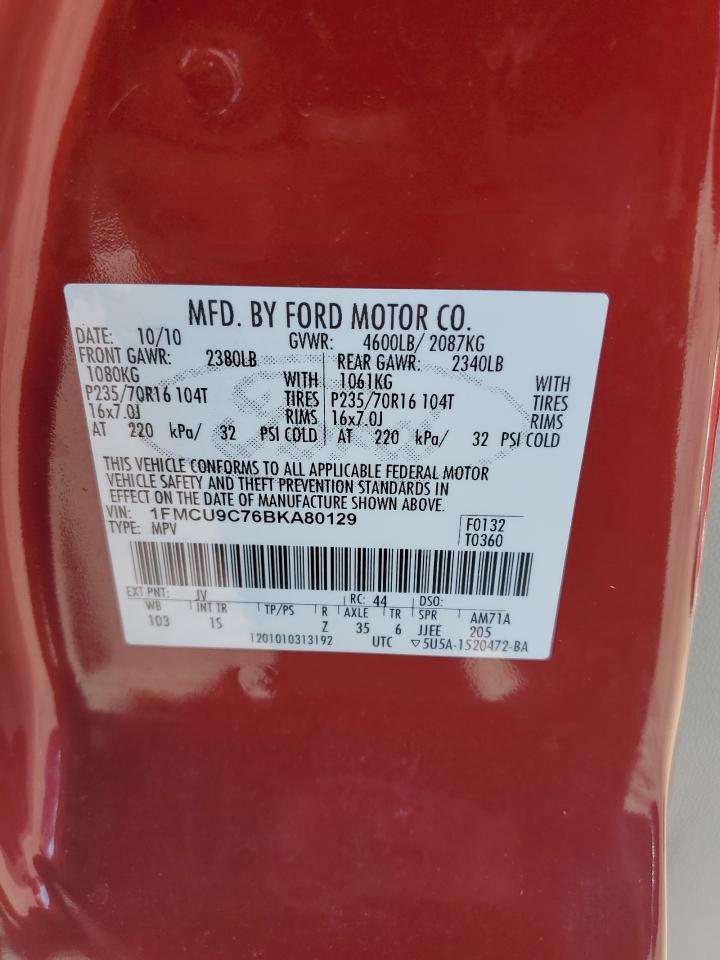 MFD. BY FORD MOTOR CO.
DATE: 10/10 GVWR: 4600LB/ 2087KG
FRONT GAWR: 2380LB REAR GAWR: 2340LB
1080KG WITH 1061KG WITH
P235/70R16 104T TIRES P235/70R16 104T TIRES
16x7.0J RIMS 16x7.0J RIMS
AT 220 kPa/ 32 PSI COLD AT 220 kPa/ 32 PSI COLD
THIS VEHICLE CONFORMS TO ALL APPLICABLE FEDERAL MOTOR
VEHICLE SAFETY AND THEFT PREVENTION STANDARDS IN
EFFECT ON THE DATE OF MANUFACTURE SHOWN ABOVE.
VIN: 1FMCU9C76BKA80129 F0132
TYPE: MPV T0360
EXT PNT: JV RC: 44 DSO:
WB INT TR TP/PS R AXLE TR SPR AM71A
103 1S Z 35 6 JJEE 205
1201010313192 UTC ▽5U5A-1520472-BA